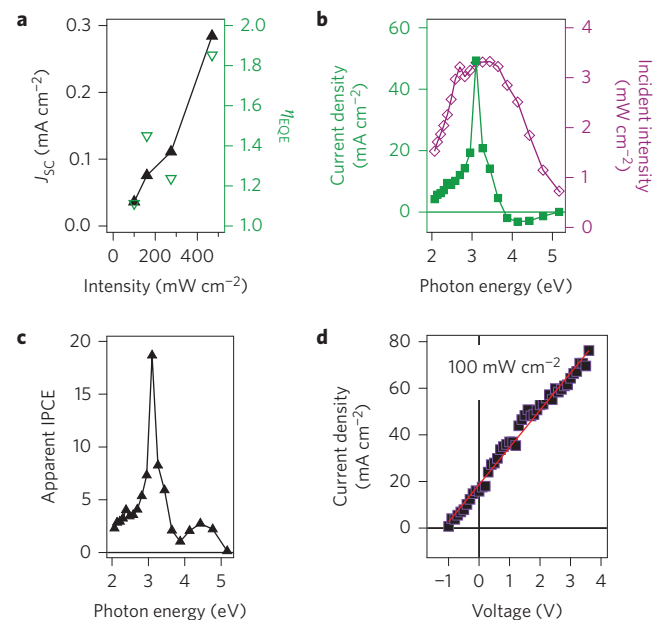 a
0.3
0.2
0.1
0.0
J_SC (mA cm⁻²)
2.0
1.8
1.6
1.4
1.2
1.0
η_EQE
0 200 400
Intensity (mW cm⁻²)
b
60
40
20
0
Current density
(mA cm⁻²)
4
3
2
1
0
Incident intensity
(mW cm⁻²)
2 3 4 5
Photon energy (eV)
c
20
15
10
5
0
Apparent IPCE
2 3 4 5
Photon energy (eV)
d
100 mW cm⁻²
80
60
40
20
0
Current density
(mA cm⁻²)
−1 0 1 2 3 4
Voltage (V)